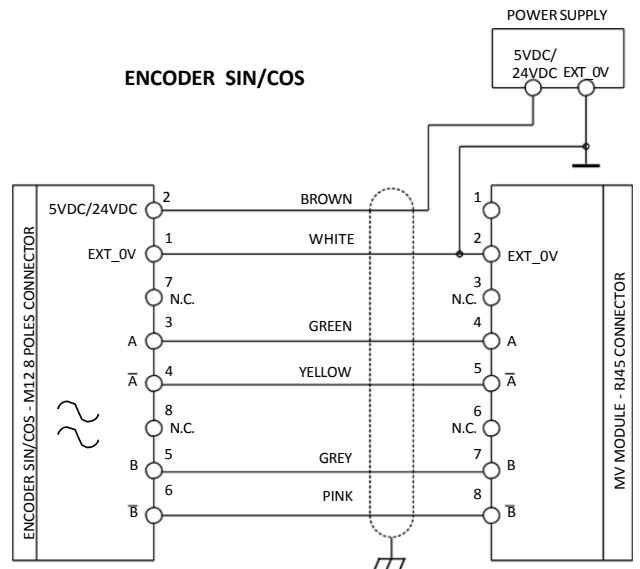 POWER SUPPLY
5VDC/
24VDC EXT_0V
ENCODER SIN/COS
ENCODER SIN/COS - M12 8 POLES CONNECTOR
5VDC/24VDC 2 BROWN 1
EXT_0V 1 WHITE 2 EXT_0V
7 N.C. 3 N.C.
A 3 GREEN 4 A
A̅ 4 YELLOW 5 A̅
8 N.C. 6 N.C.
B 5 GREY 7 B
B̅ 6 PINK 8 B̅
MV MODULE - RJ45 CONNECTOR